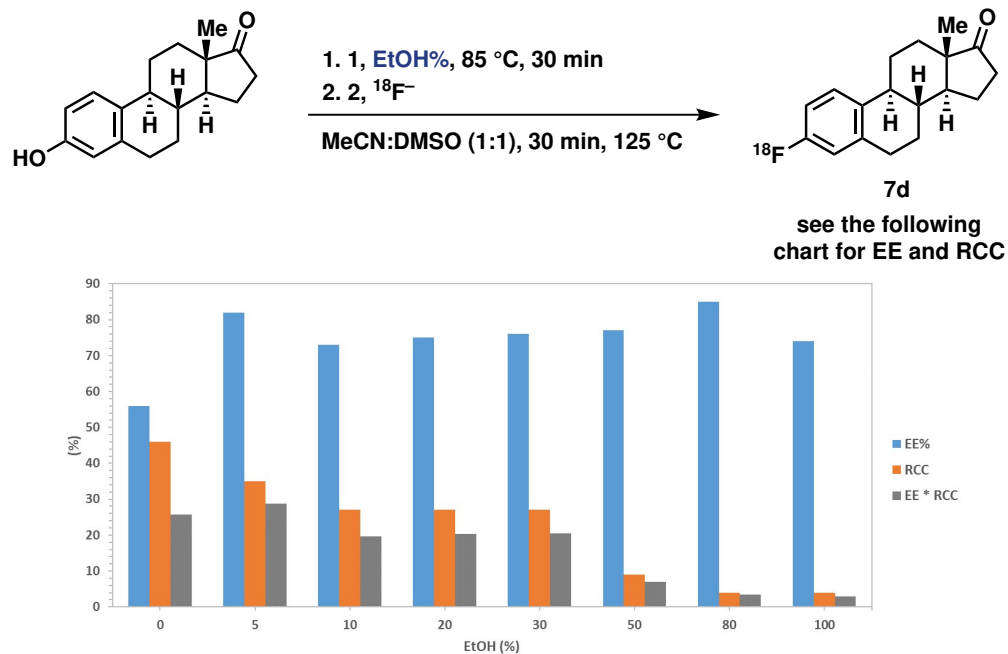 Me
O
H
H
H
HO
1. 1, EtOH%, 85 °C, 30 min
2. 2, ¹⁸F⁻
MeCN:DMSO (1:1), 30 min, 125 °C
Me
O
H
H
H
¹⁸F
7d
see the following
chart for EE and RCC
90
80
70
60
50
40
30
20
10
0
(%)
0 5 10 20 30 50 80 100
EtOH (%)
EE%
RCC
EE * RCC